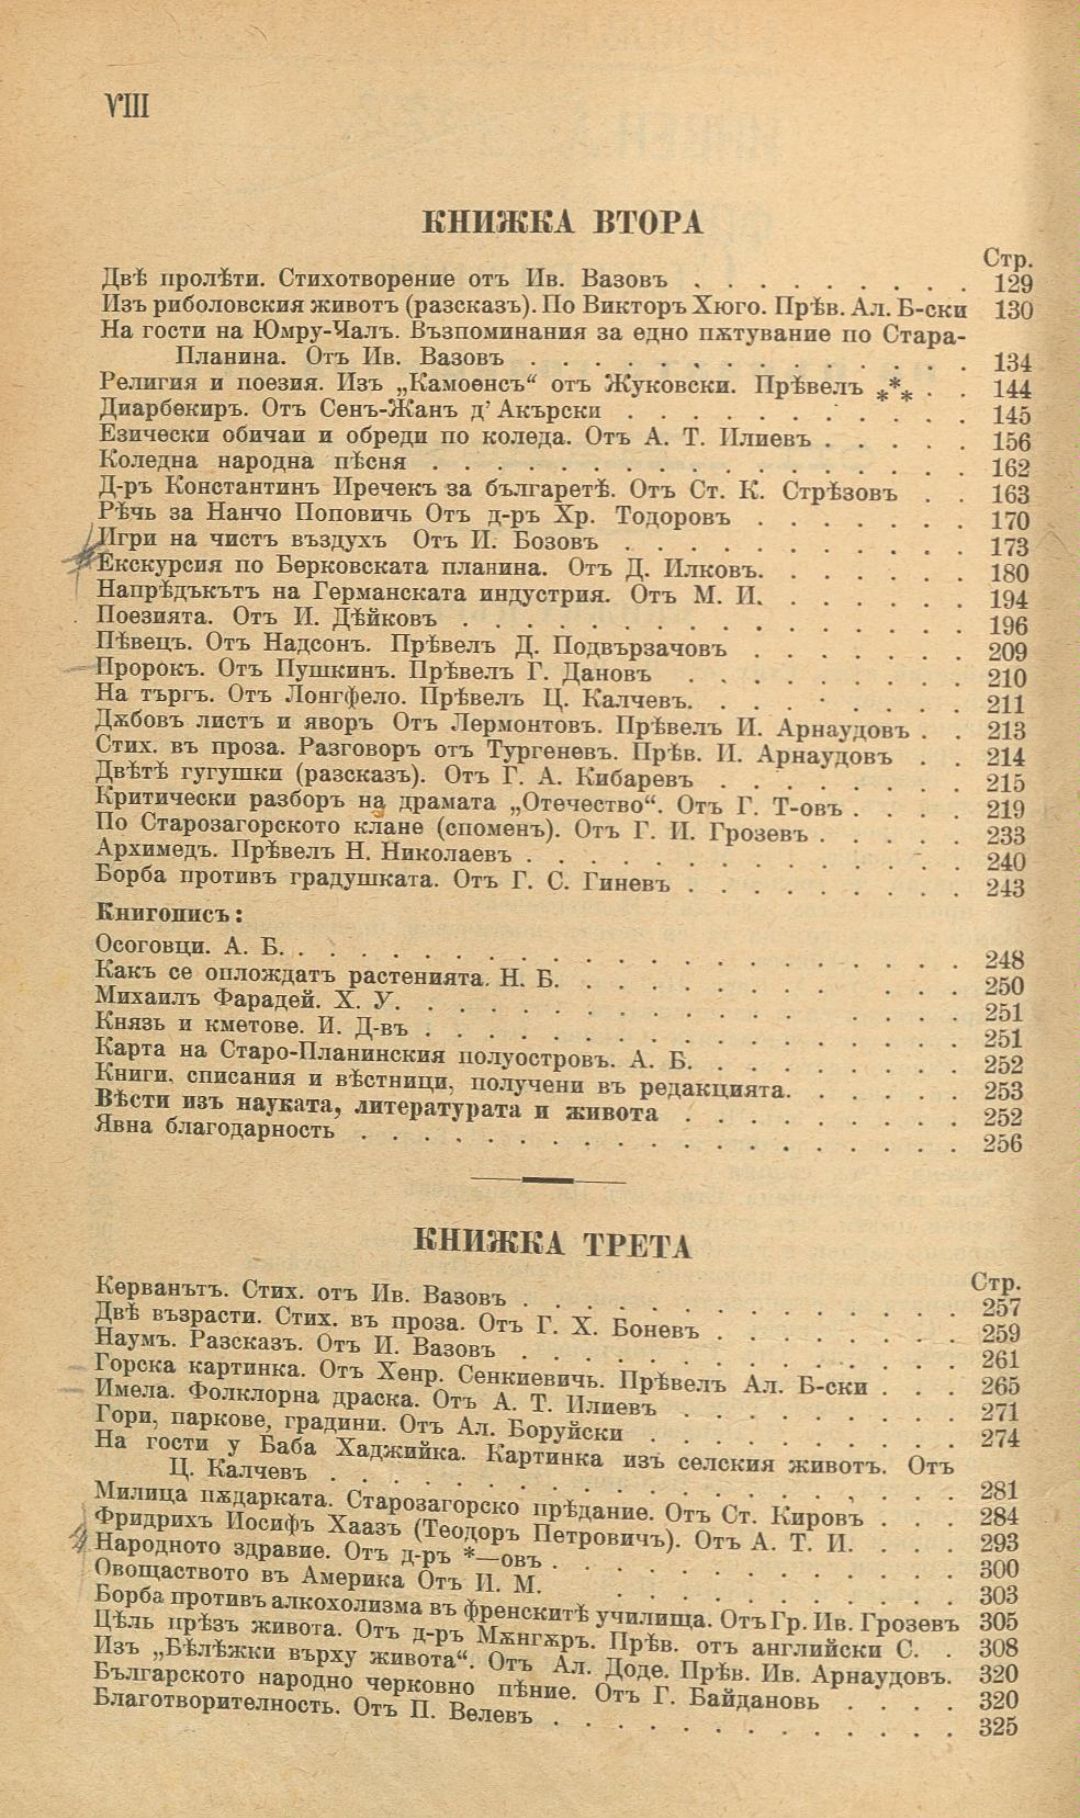 VIII
КНИЖКА ВТОРА
Стр.
Двѣ пролѣти. Стихотворение отъ Ив. Вазовъ . . . . . . . . . 129
Изъ риболовския животъ (разсказъ). По Викторъ Хюго. Прѣв. Ал. Б-ски 130
На гости на Юмру-Чалъ. Възпоминания за едно пѫтувание по Стара-
Планина. Отъ Ив. Вазовъ . . . . . . . . . . . . . . 134
Религия и поезия. Изъ „Камоенсъ“ отъ Жуковски. Прѣвелъ *** . . 144
Диарбекиръ. Отъ Сенъ-Жанъ д’ Акърски . . . . . . . . . . 145
Езически обичаи и обреди по коледа. Отъ А. Т. Илиевъ . . . . . 156
Коледна народна пѣсня . . . . . . . . . . . . . . . . . 162
Д-ръ Константинъ Иречекъ за българетѣ. Отъ Ст. К. Стрѣзовъ . . 163
Рѣчь за Нанчо Поповичь Отъ д-ръ Хр. Тодоровъ . . . . . . . 170
Игри на чистъ въздухъ Отъ И. Бозовъ . . . . . . . . . . . 173
Екскурсия по Берковската планина. Отъ Д. Илковъ. . . . . . . 180
Напрѣдъкътъ на Германската индустрия. Отъ М. И. . . . . . . 194
Поезията. Отъ И. Дѣйковъ . . . . . . . . . . . . . . . . 196
Пѣвецъ. Отъ Надсонъ. Прѣвелъ Д. Подвързачовъ . . . . . . . 209
Пророкъ. Отъ Пушкинъ. Прѣвелъ Г. Дановъ . . . . . . . . . 210
На търгъ. Отъ Лонгфело. Прѣвелъ Ц. Калчевъ. . . . . . . . . 211
Дѫбовъ листъ и яворъ Отъ Лермонтовъ. Прѣвелъ И. Арнаудовъ . . 213
Стих. въ проза. Разговоръ отъ Тургеневъ. Прѣв. И. Арнаудовъ . . 214
Двѣтѣ гугушки (разсказъ). Отъ Г. А. Кибаревъ . . . . . . . . 215
Критически разборъ на драмата „Отечество“. Отъ Г. Т-овъ . . . . 219
По Старозагорското клане (споменъ). Отъ Г. И. Грозевъ . . . . . 233
Архимедъ. Прѣвелъ Н. Николаевъ . . . . . . . . . . . . . . 240
Борба противъ градушката. Отъ Г. С. Гиневъ . . . . . . . . . 243
Книгописъ:
Осоговци. А. Б. . . . . . . . . . . . . . . . . . . . . . 248
Какъ се оплождатъ растенията. Н. Б. . . . . . . . . . . . 250
Михаилъ Фарадей. Х. У. . . . . . . . . . . . . . . . . . 251
Князь и кметове. И. Д-въ . . . . . . . . . . . . . . . . . 251
Карта на Старо-Планинския полуостровъ. А. Б. . . . . . . . . 252
Книги, списания и вѣстници, получени въ редакцията. . . . . . 253
Вѣсти изъ науката, литературата и живота . . . . . . . . . 252
Явна благодарность . . . . . . . . . . . . . . . . . . . 256
КНИЖКА ТРЕТА
Стр.
Керванътъ. Стих. отъ Ив. Вазовъ . . . . . . . . . . . . . . 257
Двѣ възрасти. Стих. въ проза. Отъ Г. Х. Боневъ . . . . . . . . 259
Наумъ. Разсказъ. Отъ И. Вазовъ . . . . . . . . . . . . . . 261
Горска картинка. Отъ Хенр. Сенкиевичь. Прѣвелъ Ал. Б-ски . . . 265
Имела. Фолклорна драска. Отъ А. Т. Илиевъ . . . . . . . . . 271
Гори, паркове, градини. Отъ Ал. Боруйски . . . . . . . . . . 274
На гости у Баба Хаджийка. Картинка изъ селския животъ. Отъ
Ц. Калчевъ . . . . . . . . . . . . . . . . . . . . 281
Милица пѫдарката. Старозагорско прѣдание. Отъ Ст. Кировъ . . . 284
Фридрихъ Иосифъ Хаазъ (Теодоръ Петровичъ). Отъ А. Т. И. . . . 293
Народното здравие. Отъ д-ръ *—овъ . . . . . . . . . . . . . 300
Овощаството въ Америка Отъ И. М. . . . . . . . . . . . . 303
Борба противъ алкохолизма въ френскитѣ училища. Отъ Гр. Ив. Грозевъ 305
Цѣль прѣзъ живота. Отъ д-ръ Мѫнгѫръ. Прѣв. отъ английски С. . 308
Изъ „Бѣлѣжки върху живота“. Отъ Ал. Доде. Прѣв. Ив. Арнаудовъ. 320
Българското народно черковно пѣние. Отъ Г. Байдановь . . . . 320
Благотворителность. Отъ П. Велевъ . . . . . . . . . . . . . 325